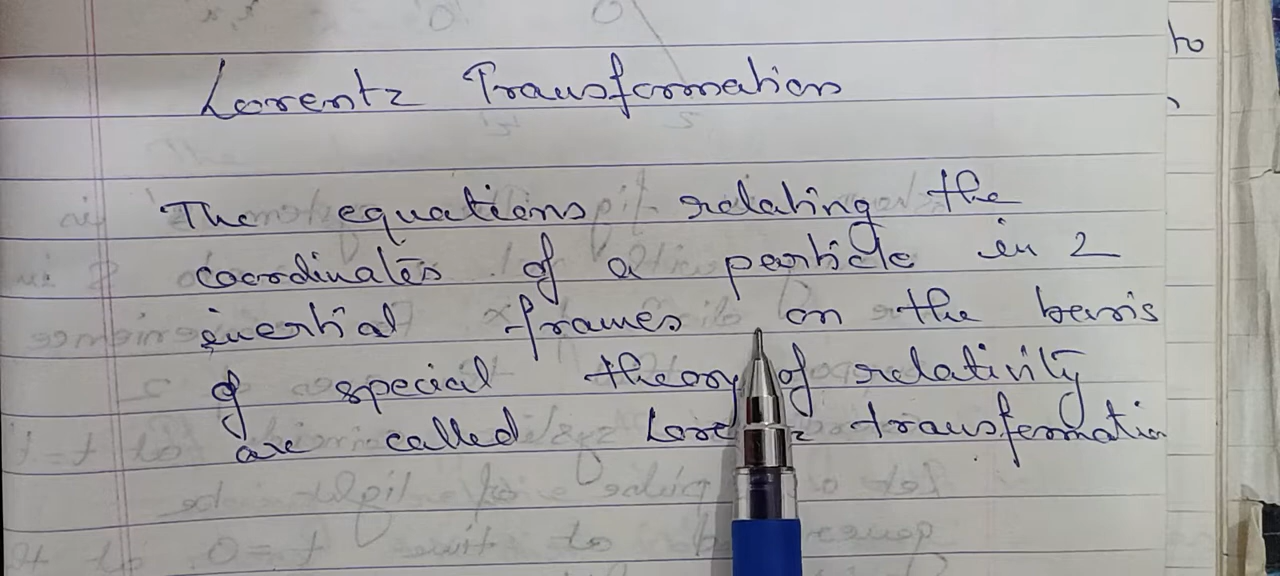 Lorentz Transformation
The equations relating the
coordinates of a particle in 2
inertial frames on the basis
of special theory of relativity
are called transformation
to